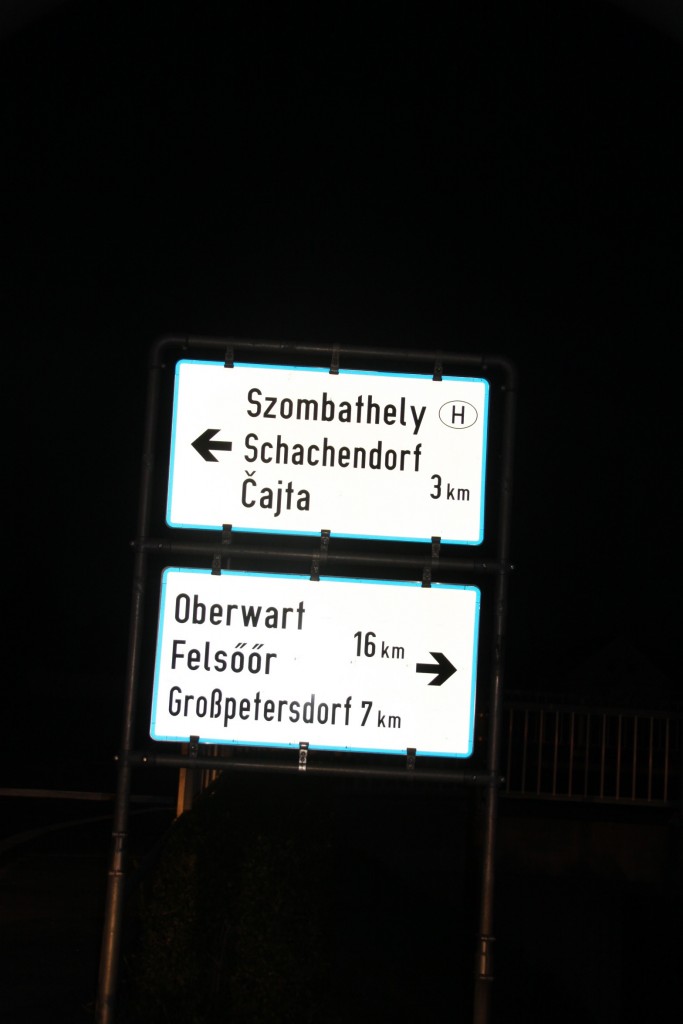 Szombathely H
Schachendorf
Čajta 3 km
Oberwart
Felsőőr 16 km
Großpetersdorf 7 km